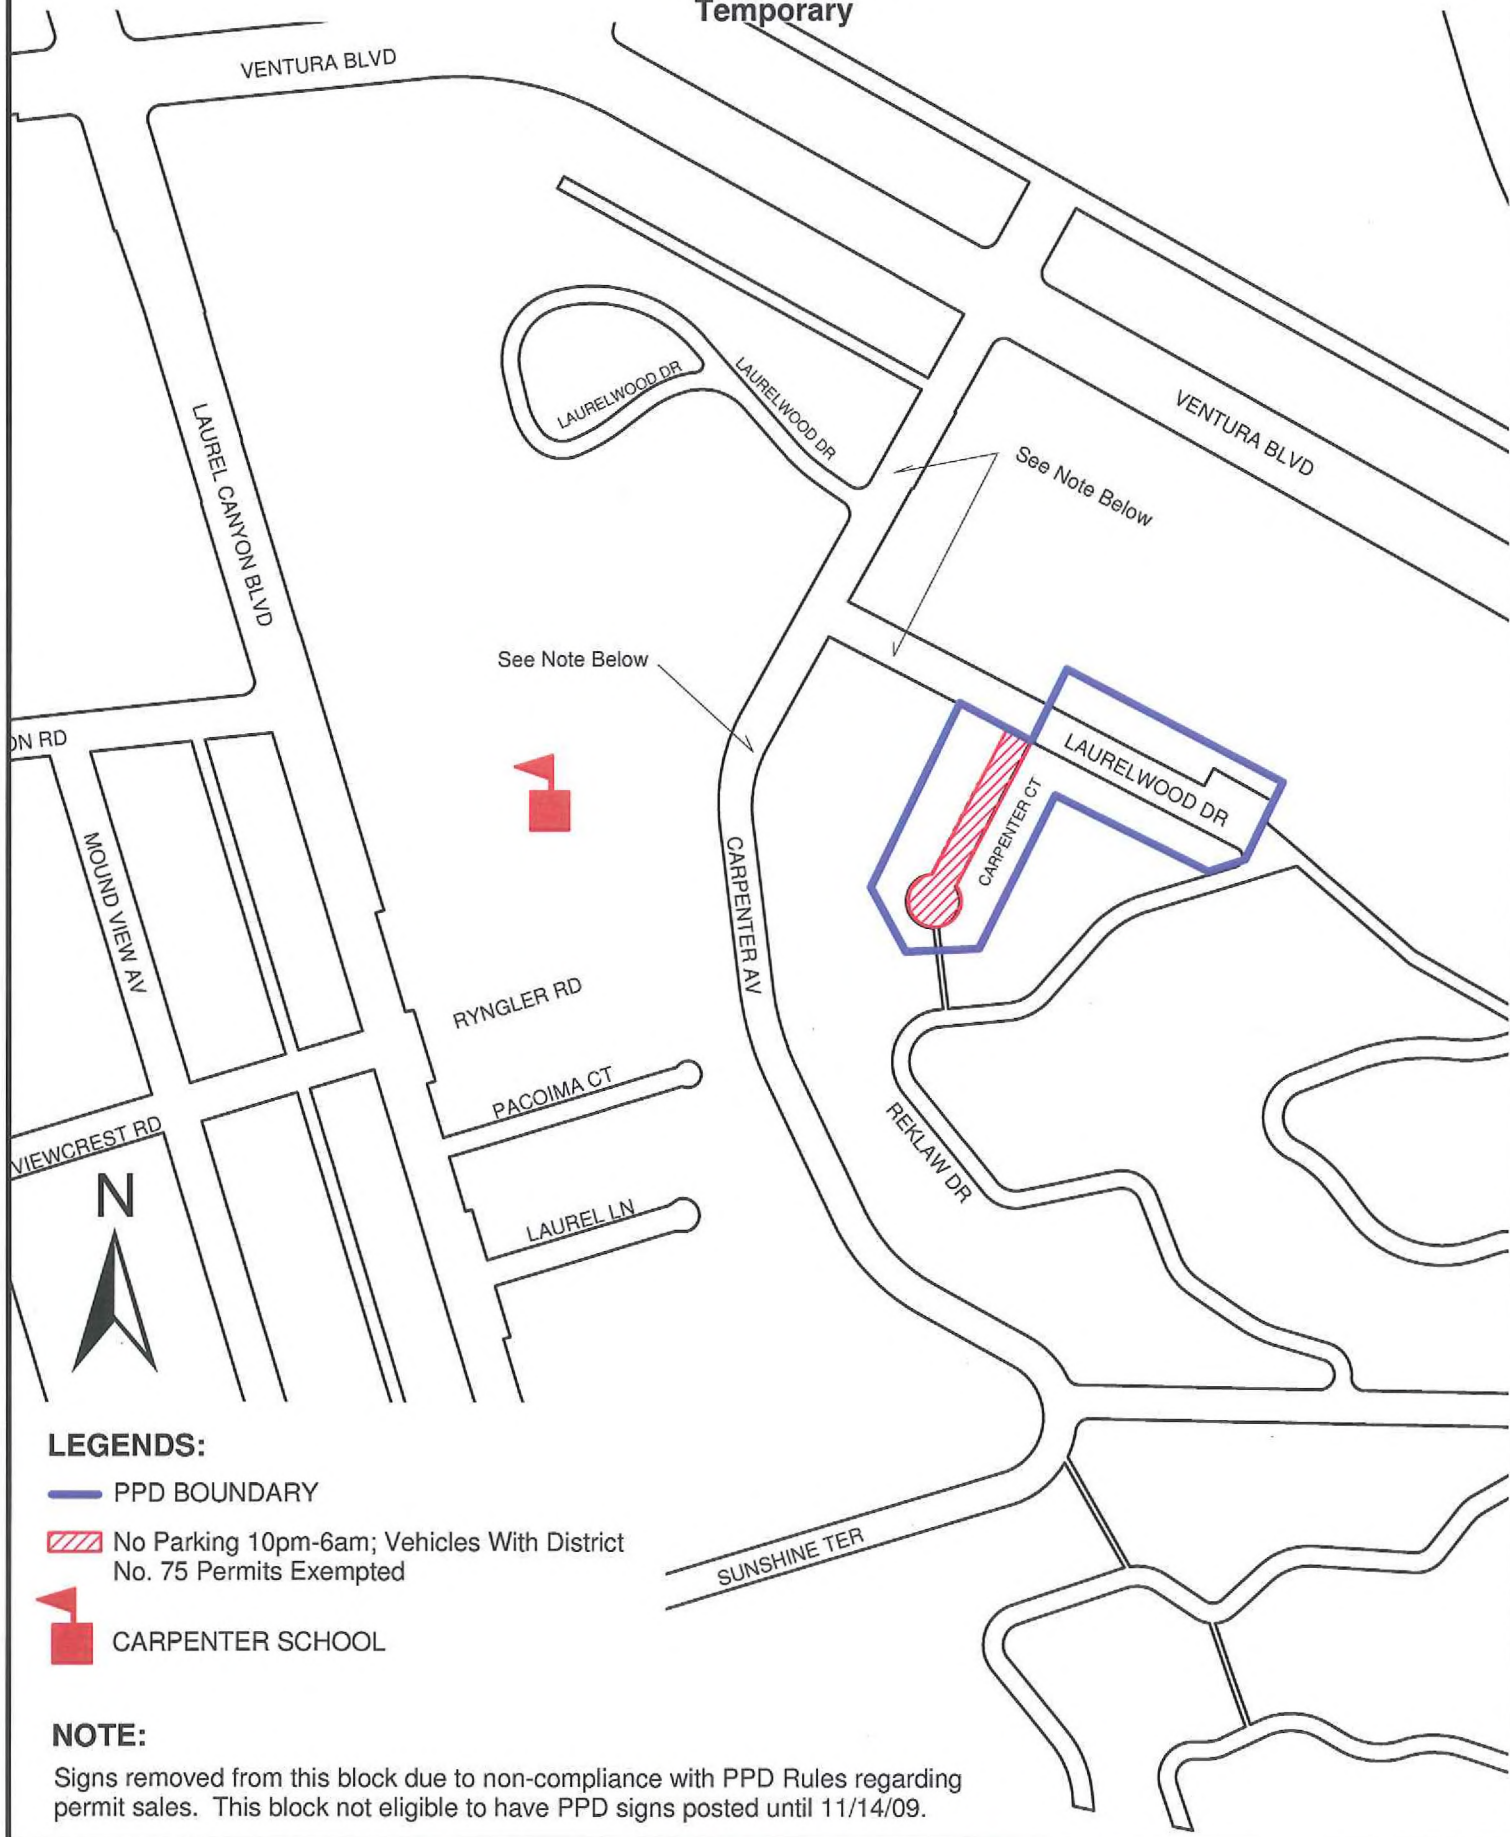 Temporary
VENTURA BLVD
LAURELWOOD DR
LAURELWOOD DR
VENTURA BLVD
LAUREL CANYON BLVD
See Note Below
See Note Below
ON RD
LAURELWOOD DR
CARPENTER CT
MOUND VIEW AV
CARPENTER AV
RYNGLER RD
PACOIMA CT
VIEWCREST RD
REKLAW DR
N
LAUREL LN
LEGENDS:
PPD BOUNDARY
No Parking 10pm-6am; Vehicles With District
No. 75 Permits Exempted
SUNSHINE TER
CARPENTER SCHOOL
NOTE:
Signs removed from this block due to non-compliance with PPD Rules regarding
permit sales. This block not eligible to have PPD signs posted until 11/14/09.